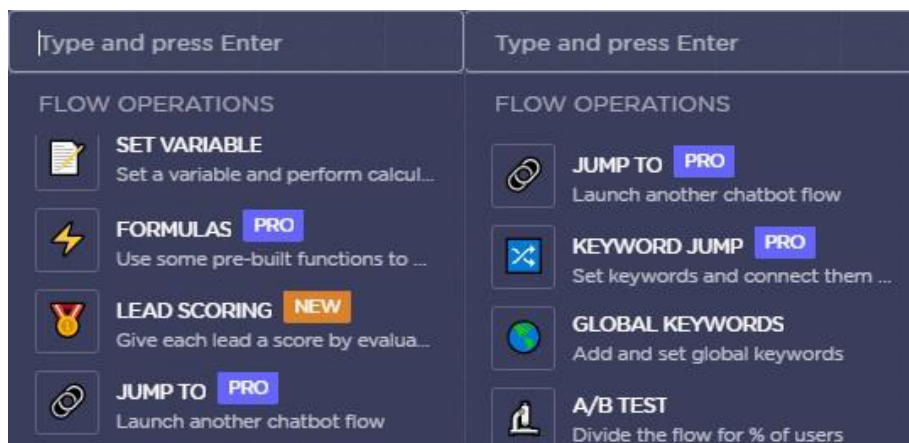 Type and press Enter
FLOW OPERATIONS
SET VARIABLE
Set a variable and perform calcul...
FORMULAS PRO
Use some pre-built functions to ...
LEAD SCORING NEW
Give each lead a score by evalua...
JUMP TO PRO
Launch another chatbot flow
Type and press Enter
FLOW OPERATIONS
JUMP TO PRO
Launch another chatbot flow
KEYWORD JUMP PRO
Set keywords and connect them ...
GLOBAL KEYWORDS
Add and set global keywords
A/B TEST
Divide the flow for % of users